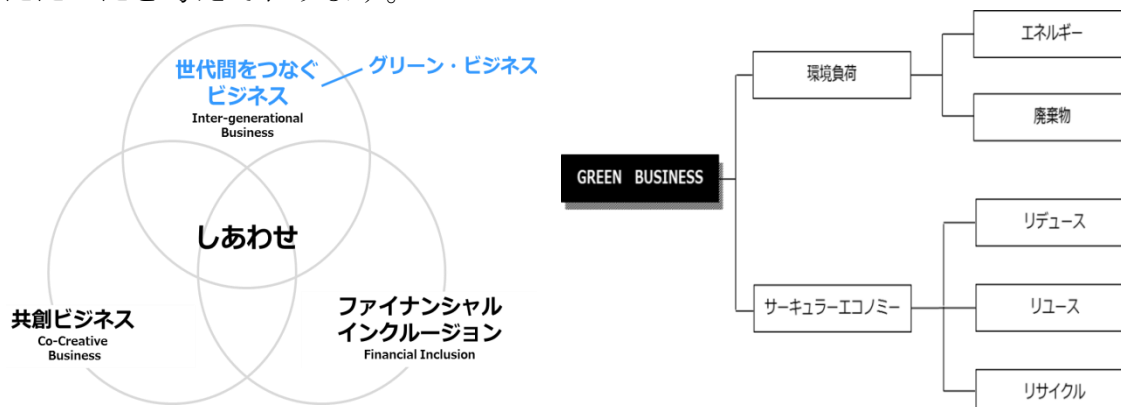 世代間をつなぐ
ビジネス
Inter-generational
Business
グリーン・ビジネス
しあわせ
共創ビジネス
Co-Creative
Business
ファイナンシャル
インクルージョン
Financial Inclusion
GREEN BUSINESS
環境負荷
エネルギー
廃棄物
サーキュラーエコノミー
リデュース
リユース
リサイクル